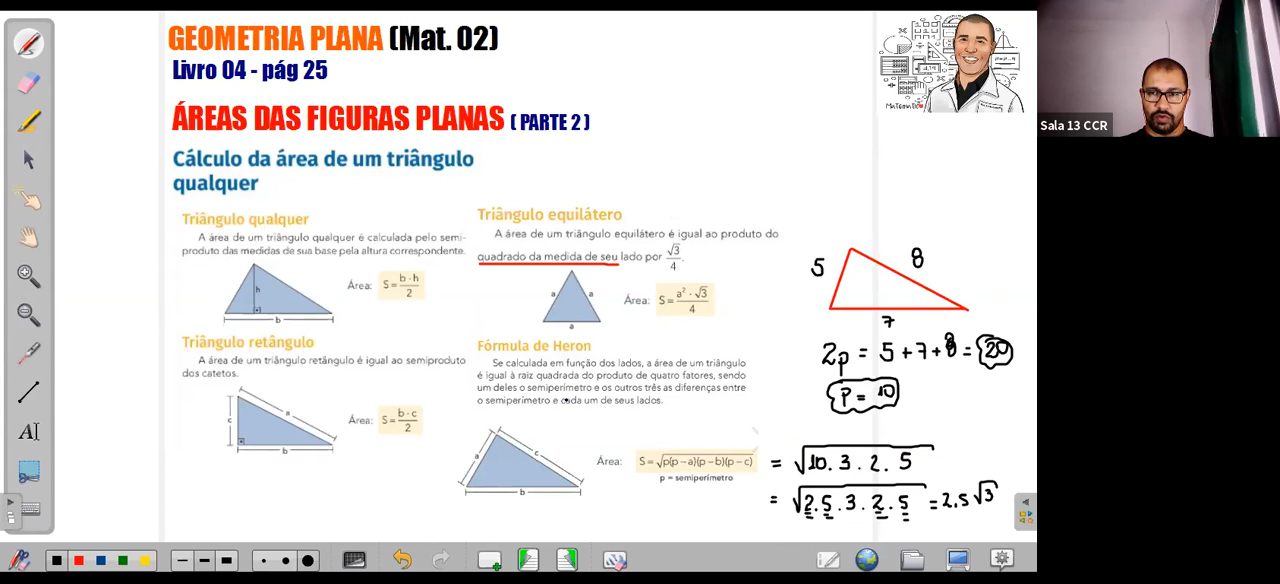 GEOMETRIA PLANA (Mat. 02)
Livro 04 - pág 25
ÁREAS DAS FIGURAS PLANAS ( PARTE 2 )
Cálculo da área de um triângulo
qualquer
Triângulo qualquer
A área de um triângulo qualquer é calculada pelo semi-
produto das medidas de sua base pela altura correspondente.
h
b
Área: S = b · h / 2
Triângulo retângulo
A área de um triângulo retângulo é igual ao semiproduto
dos catetos.
c
a
b
Área: S = b · c / 2
Triângulo equilátero
A área de um triângulo equilátero é igual ao produto do
quadrado da medida de seu lado por √3/4.
a
a
a
Área: S = a² · √3 / 4
Fórmula de Heron
Se calculada em função dos lados, a área de um triângulo
é igual à raiz quadrada do produto de quatro fatores, sendo
um deles o semiperímetro e os outros três as diferenças entre
o semiperímetro e cada um de seus lados.
a
c
b
Área: S = √p(p – a)(p – b)(p – c)
p = semiperímetro
5
8
7
2p = 5 + 7 + 8 = 20
P = 10
= √10. 3 . 2 . 5
= √2. 5 . 3 . 2 . 5 = 2.5 √3
Sala 13 CCR
A